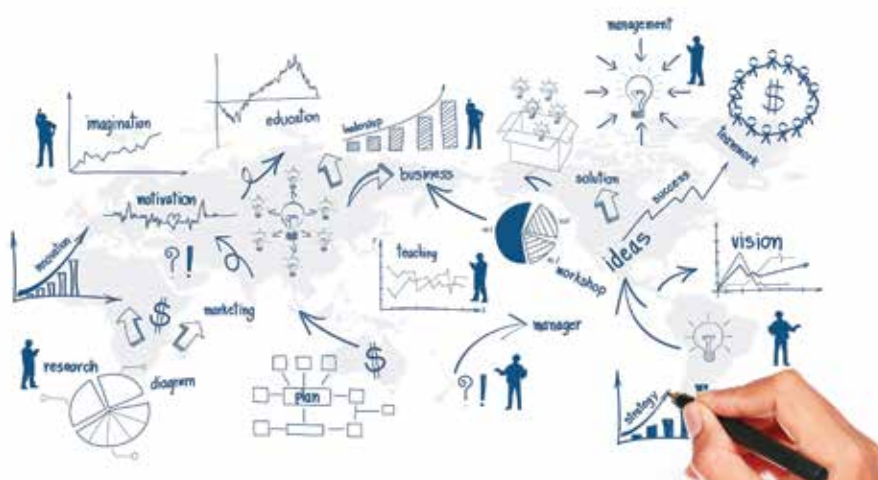 management
imagination
education
leadership
business
teamwork
motivation
solution
success
innovation
? !
teaching
ideas
vision
workshop
$
$
marketing
manager
research
diagram
$
plan
? !
strategy